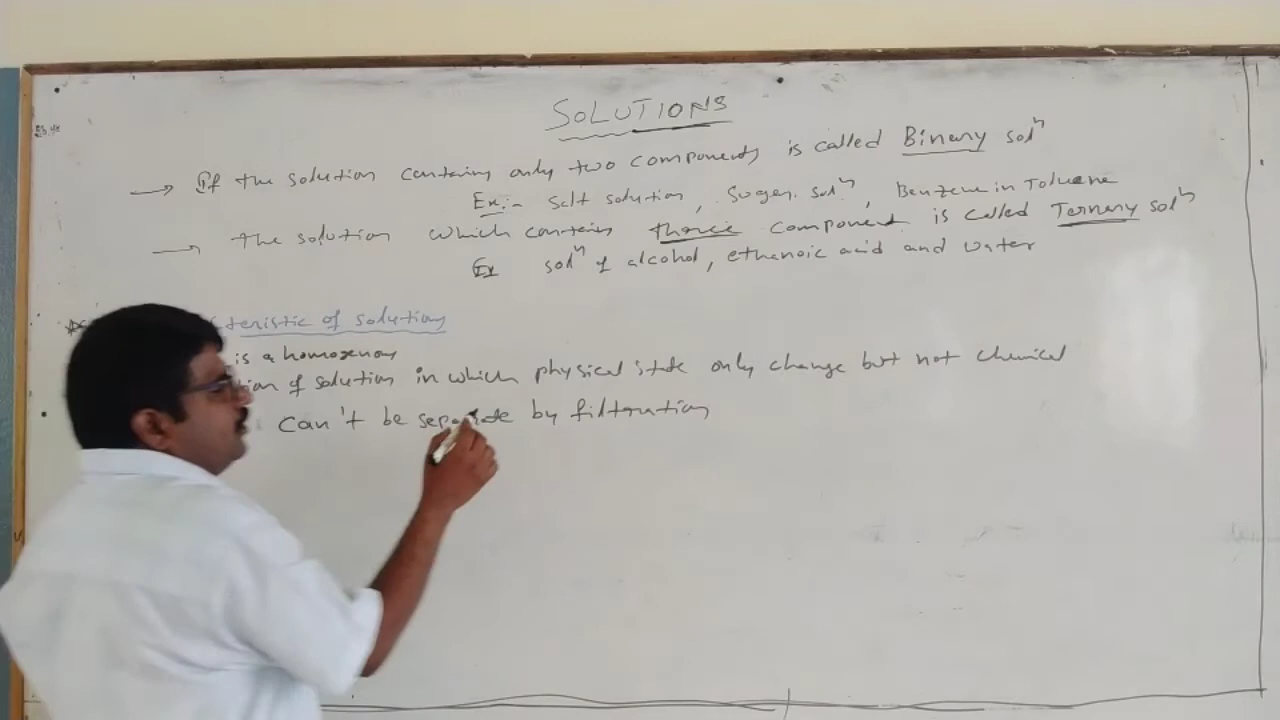 SOLUTIONS
→ If the solution containing only two components is called Binary solⁿ
Ex:- Salt solution, Sugar solⁿ, Benzene in Toluene
→ the solution which contains three component is called Ternary solⁿ
Ex solⁿ of alcohol, ethanoic acid and water
teristic of solution
is a homogenous
tion of solution in which physical state only change but not chemical
can't be separate by filtration